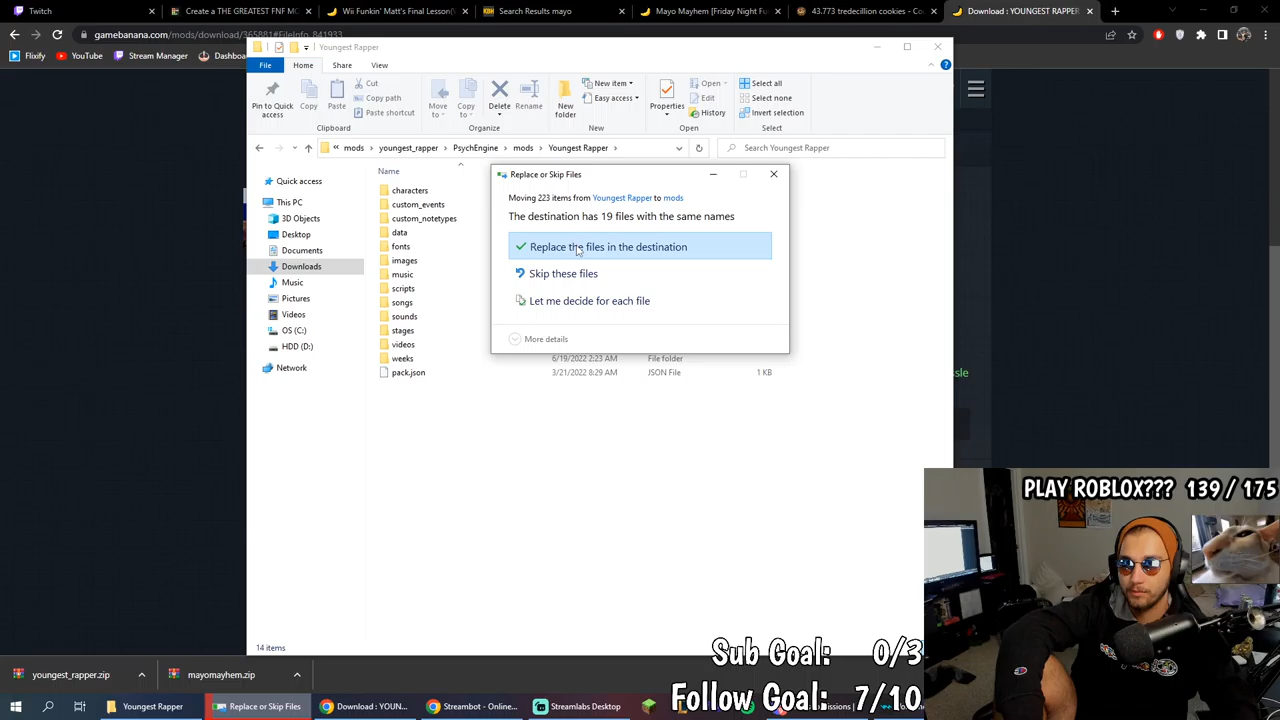 Twitch
Create a THE GREATEST FNF MO
Wii Funkin' Matt's Final Lesson(V
Search Results mayo
Mayo Mayhem [Friday Night Fu
43.773 tredecillion cookies - Co
Download : YOUNGEST RAPPER
gamebanana.com/mods/download/365881#FileInfo_841933
Flixify
YouTube
Stream Manager
Dashboard
Youngest Rapper
File
Home
Share
View
Pin to Quick access
Copy
Paste
Cut
Copy path
Paste shortcut
Move to
Copy to
Delete
Rename
New folder
New item
Easy access
Properties
Open
Edit
History
Select all
Select none
Invert selection
Clipboard
Organize
New
Open
Select
mods
youngest_rapper
PsychEngine
mods
Youngest Rapper
Search Youngest Rapper
Name
Quick access
This PC
3D Objects
Desktop
Documents
Downloads
Music
Pictures
Videos
OS (C:)
HDD (D:)
Network
characters
custom_events
custom_notetypes
data
fonts
images
music
scripts
songs
sounds
stages
videos
weeks
6/19/2022 2:23 AM
File folder
pack.json
3/21/2022 8:29 AM
JSON File
1 KB
Replace or Skip Files
Moving 223 items from Youngest Rapper to mods
The destination has 19 files with the same names
Replace the files in the destination
Skip these files
Let me decide for each file
More details
ssle
14 items
PLAY ROBLOX??? 139 / 175
Sub Goal: 0/3
Follow Goal: 7/10
youngest_rapper.zip
mayomayhem.zip
Youngest Rapper
Replace or Skip Files
Download : YOUN...
Streambot - Online...
Streamlabs Desktop